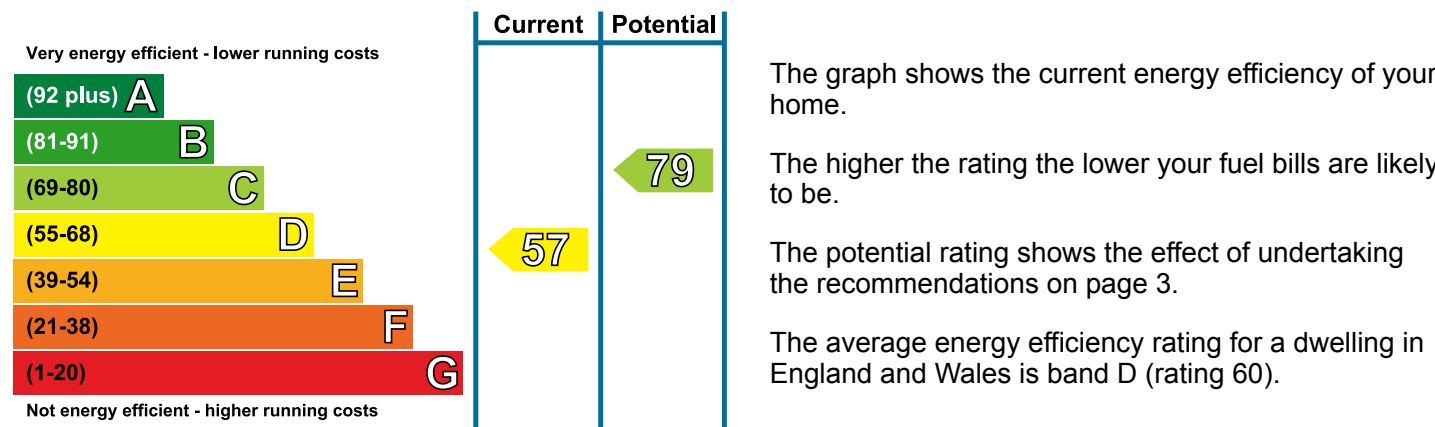 Current Potential
Very energy efficient - lower running costs
(92 plus) A
(81-91) B
(69-80) C
79
(55-68) D
57
(39-54) E
(21-38) F
(1-20) G
Not energy efficient - higher running costs
The graph shows the current energy efficiency of your
home.
The higher the rating the lower your fuel bills are likely
to be.
The potential rating shows the effect of undertaking
the recommendations on page 3.
The average energy efficiency rating for a dwelling in
England and Wales is band D (rating 60).